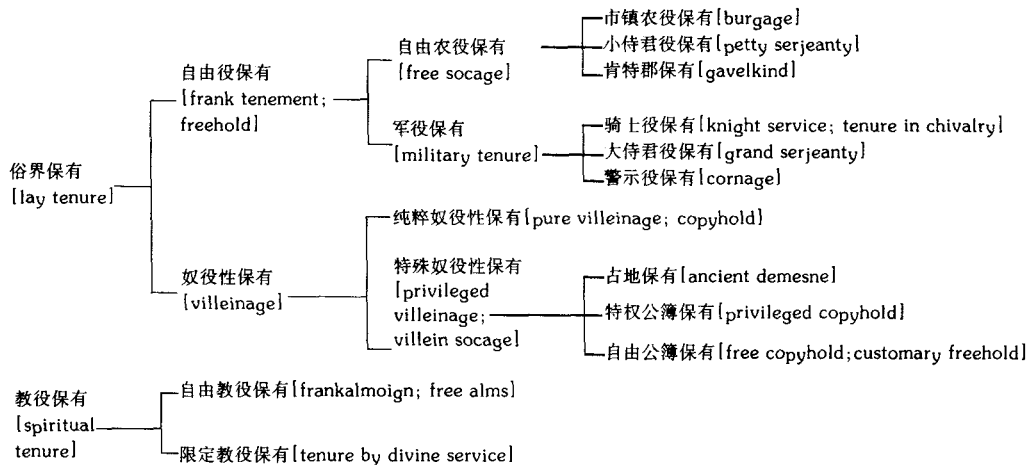 市镇农役保有[burgage]
自由农役保有
小侍君役保有[petty serjeanty]
[free socage]
肯特郡保有[gavelkind]
自由役保有
[frank tenement;
freehold]
军役保有
[military tenure]
骑士役保有[knight service; tenure in chivalry]
大侍君役保有[grand serjeanty]
警示役保有[cornage]
俗界保有
[lay tenure]
纯粹奴役性保有[pure villeinage; copyhold]
奴役性保有
[villeinage]
特殊奴役性保有
[privileged
villeinage;
villein socage]
占地保有[ancient demesne]
特权公簿保有[privileged copyhold]
自由公簿保有[free copyhold;customary freehold]
教役保有
[spiritual
tenure]
自由教役保有[frankalmoign; free alms]
限定教役保有[tenure by divine service]